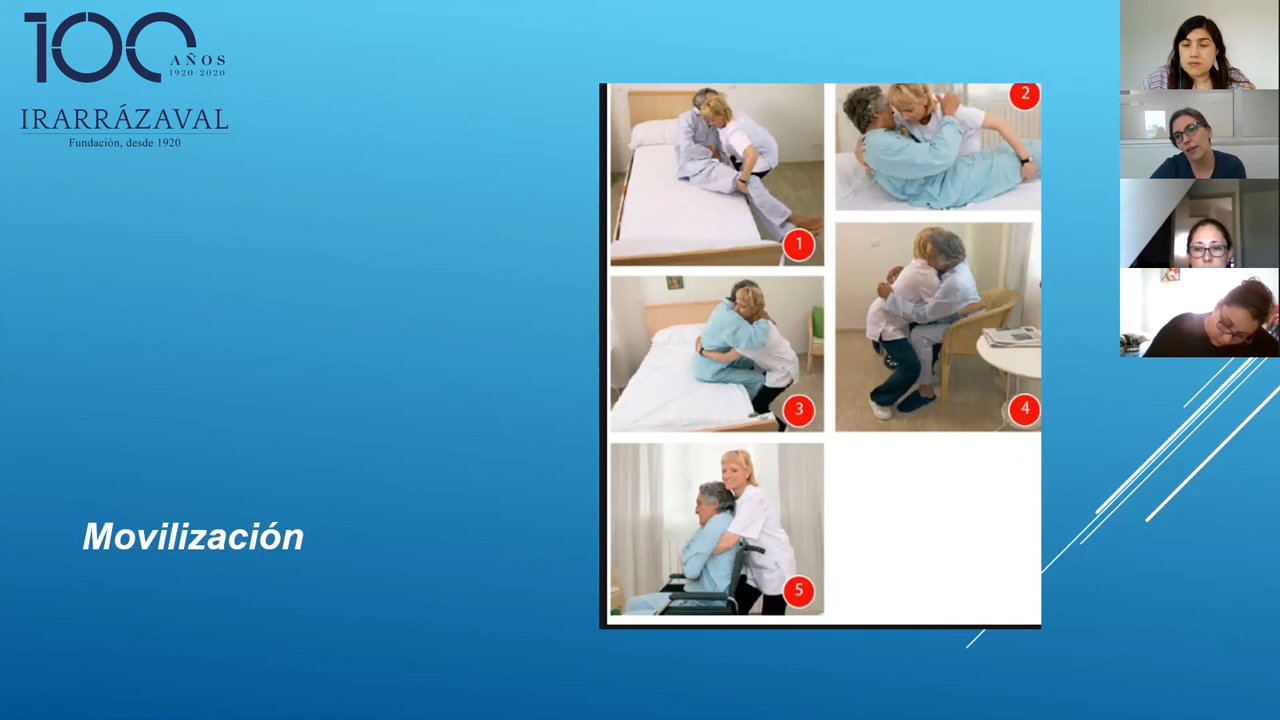 100
AÑOS
1920-2020
IRARRÁZAVAL
Fundación, desde 1920
1
2
3
4
5
Movilización